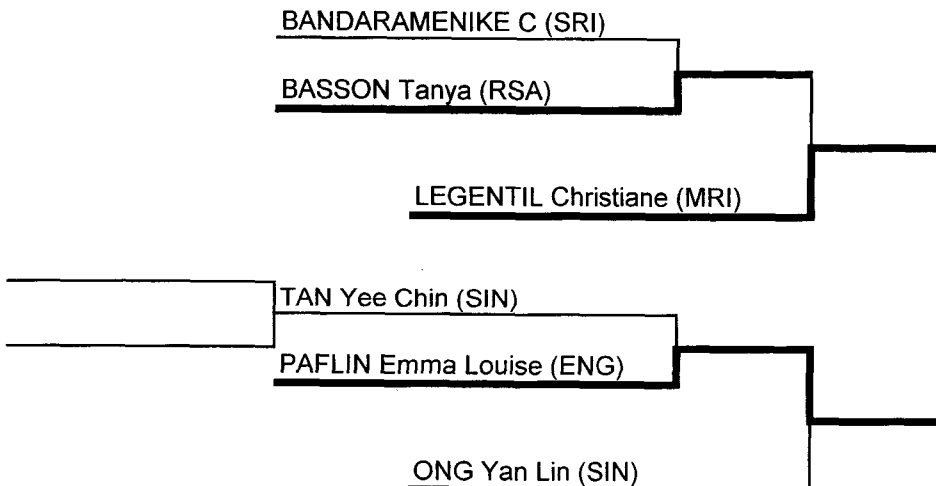 BANDARAMENIKE C (SRI)
BASSON Tanya (RSA)
LEGENTIL Christiane (MRI)
TAN Yee Chin (SIN)
PAFLIN Emma Louise (ENG)
ONG Yan Lin (SIN)